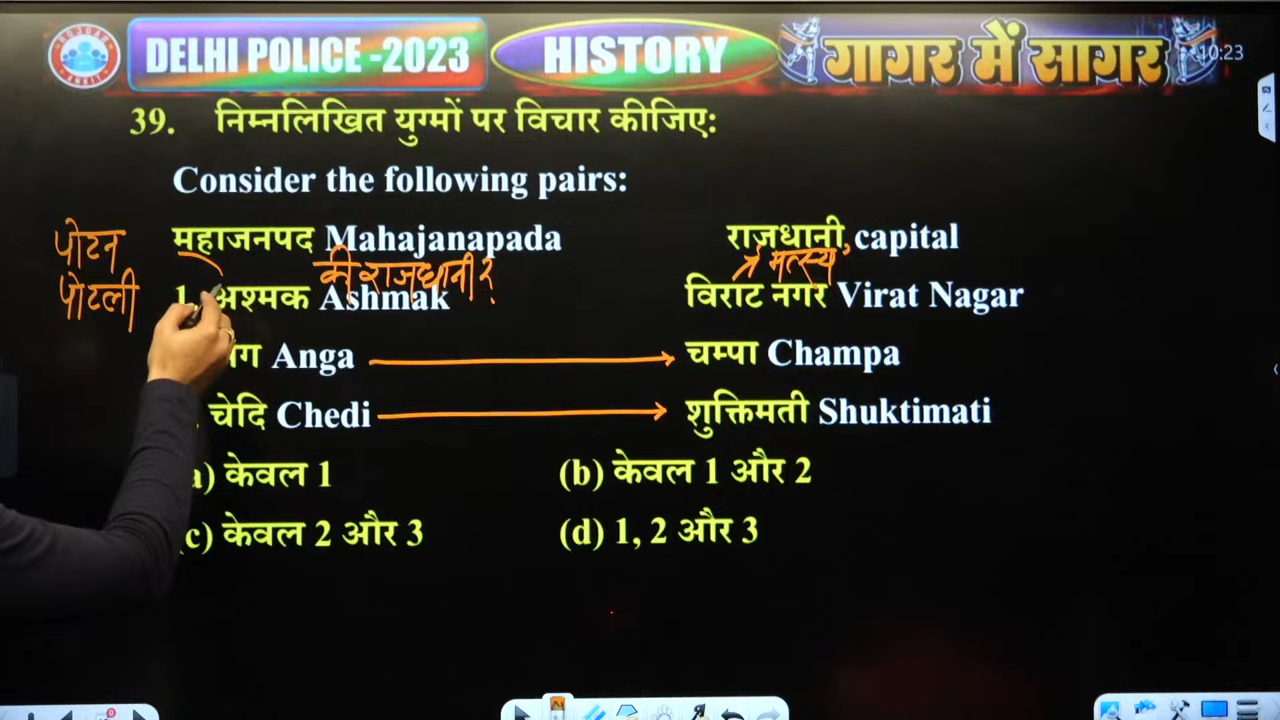 ROJGAR
ANKIT
DELHI POLICE -2023 HISTORY गागर में सागर 10:23
39. निम्नलिखित युग्मों पर विचार कीजिए:
Consider the following pairs:
पोटन महाजनपद Mahajanapada राजधानी, capital
पोटली की राजधानी? मत्स्य
1. अश्मक Ashmak विराट नगर Virat Nagar
Anga चम्पा Champa
चेदि Chedi शुक्तिमती Shuktimati
a) केवल 1 (b) केवल 1 और 2
(c) केवल 2 और 3 (d) 1, 2 और 3